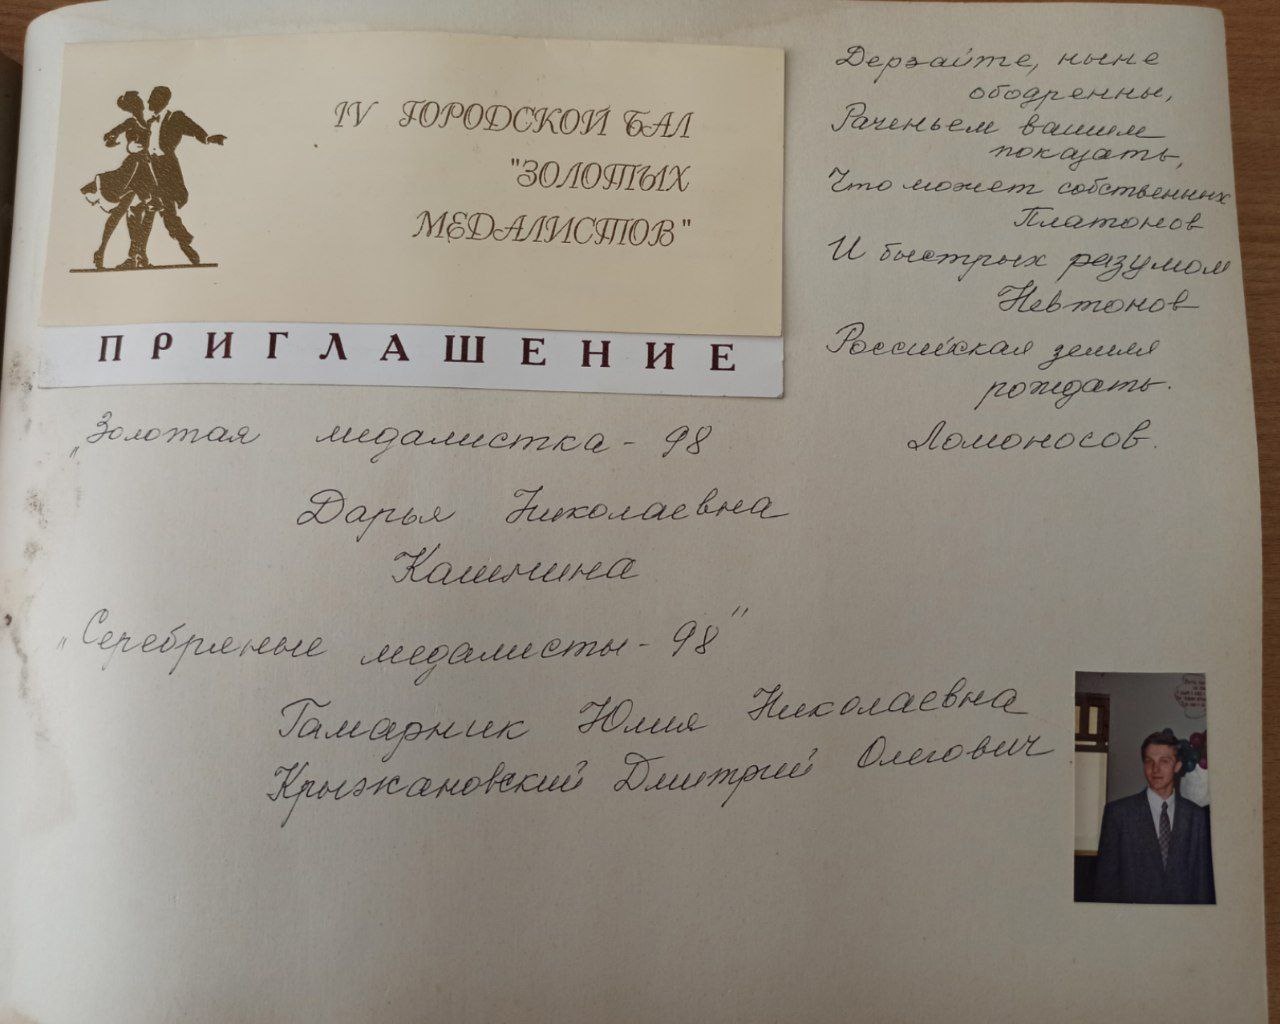 IV ГОРОДСКОЙ БАЛ
"ЗОЛОТЫХ
МЕДАЛИСТОВ"
ПРИГЛАШЕНИЕ
Дерзайте, ныне
ободренны,
Раченьем вашим
показать,
Что может собственных
Платонов
И быстрых разумом
Невтонов
Российская земля
рождать.
Ломоносов.
„Золотая медалистка - 98
Дарья Николаевна
Кашнина
„Серебряные медалисты - 98"
Гамарник Юлия Николаевна
Крыжановский Дмитрий Олегович